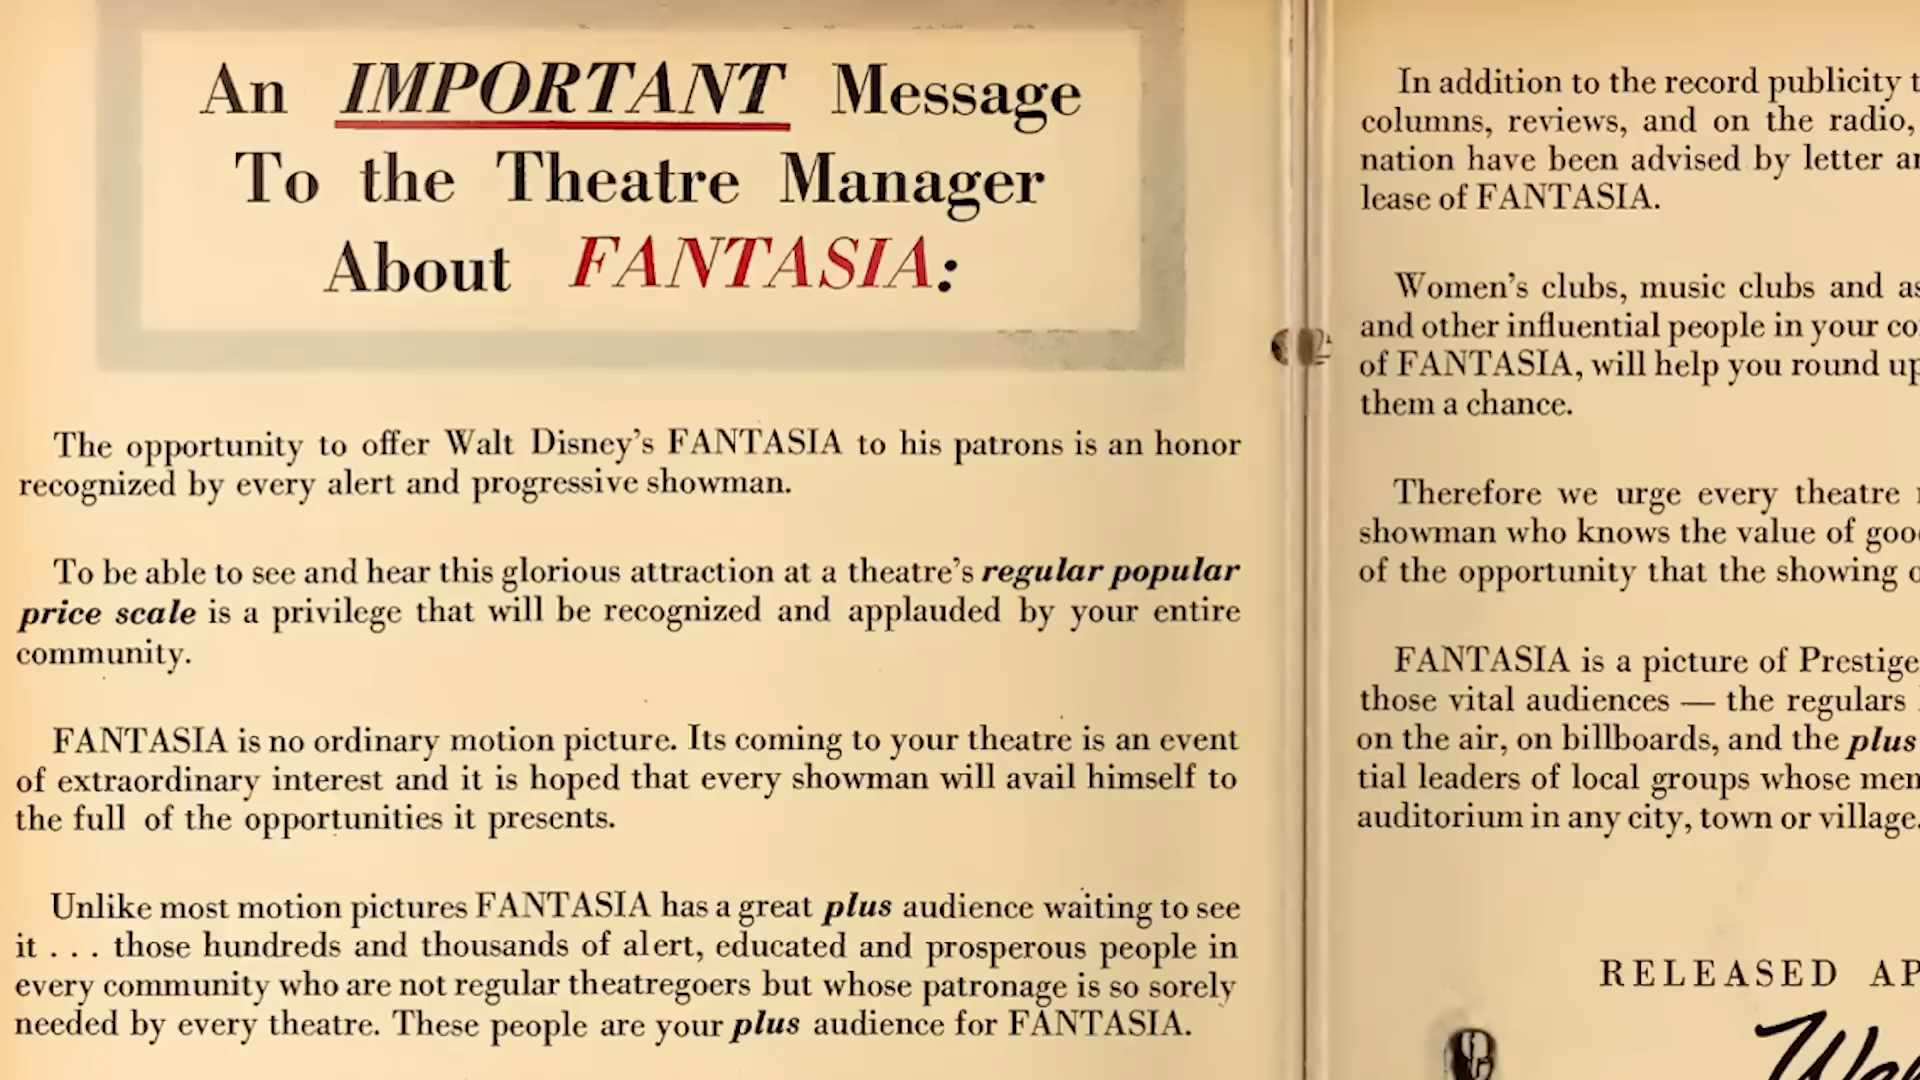 An IMPORTANT Message
To the Theatre Manager
About FANTASIA:
The opportunity to offer Walt Disney's FANTASIA to his patrons is an honor
recognized by every alert and progressive showman.
To be able to see and hear this glorious attraction at a theatre's regular popular
price scale is a privilege that will be recognized and applauded by your entire
community.
FANTASIA is no ordinary motion picture. Its coming to your theatre is an event
of extraordinary interest and it is hoped that every showman will avail himself to
the full of the opportunities it presents.
Unlike most motion pictures FANTASIA has a great plus audience waiting to see
it . . . those hundreds and thousands of alert, educated and prosperous people in
every community who are not regular theatregoers but whose patronage is so sorely
needed by every theatre. These people are your plus audience for FANTASIA.
In addition to the record publicity
columns, reviews, and on the radio,
nation have been advised by letter
lease of FANTASIA.
Women's clubs, music clubs and
and other influential people in your
of FANTASIA, will help you round up
them a chance.
Therefore we urge every theatre
showman who knows the value of
of the opportunity that the showing
FANTASIA is a picture of Prestige
those vital audiences — the regulars
on the air, on billboards, and the plus
tial leaders of local groups whose
auditorium in any city, town or village.
RELEASED